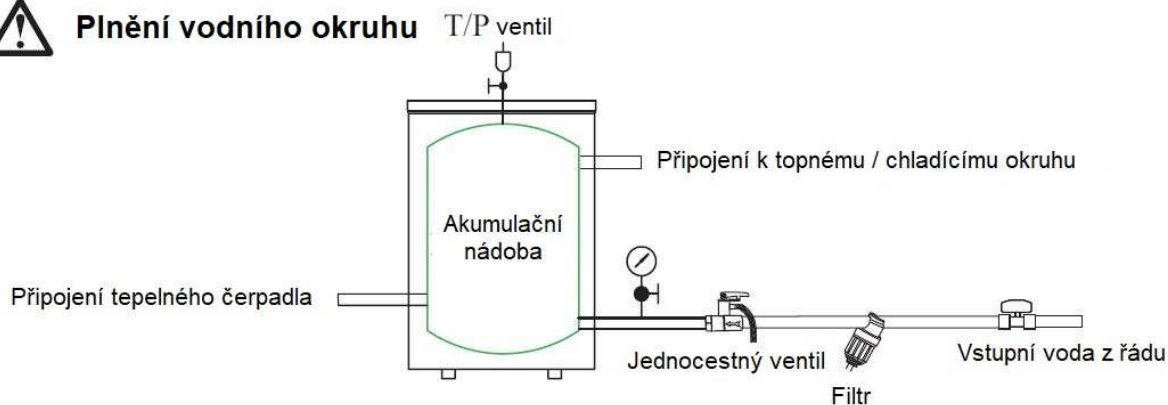 Plnění vodního okruhu
T/P ventil
Připojení k topnému / chladícímu okruhu
Akumulační
nádoba
Připojení tepelného čerpadla
Jednocestný ventil
Vstupní voda z řádu
Filtr